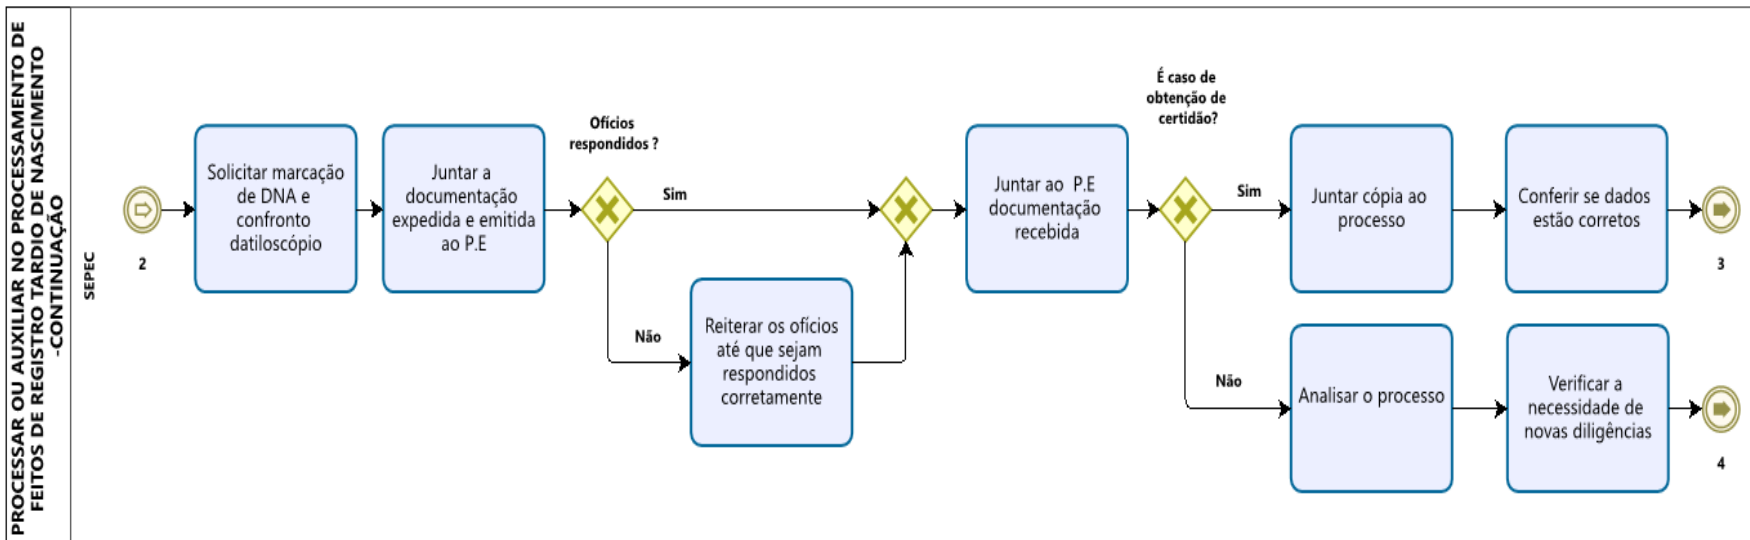 PROCESSAR OU AUXILIAR NO PROCESSAMENTO DE
FEITOS DE REGISTRO TARDIO DE NASCIMENTO
-CONTINUAÇÃO
SEPEC
2
Solicitar marcação
de DNA e
confronto
datiloscópio
Juntar a
documentação
expedida e emitida
ao P.E
Ofícios
respondidos ?
Sim
Não
Reiterar os ofícios
até que sejam
respondidos
corretamente
Juntar ao P.E
documentação
recebida
É caso de
obtenção de
certidão?
Sim
Juntar cópia ao
processo
Conferir se dados
estão corretos
3
Não
Analisar o processo
Verificar a
necessidade de
novas diligências
4